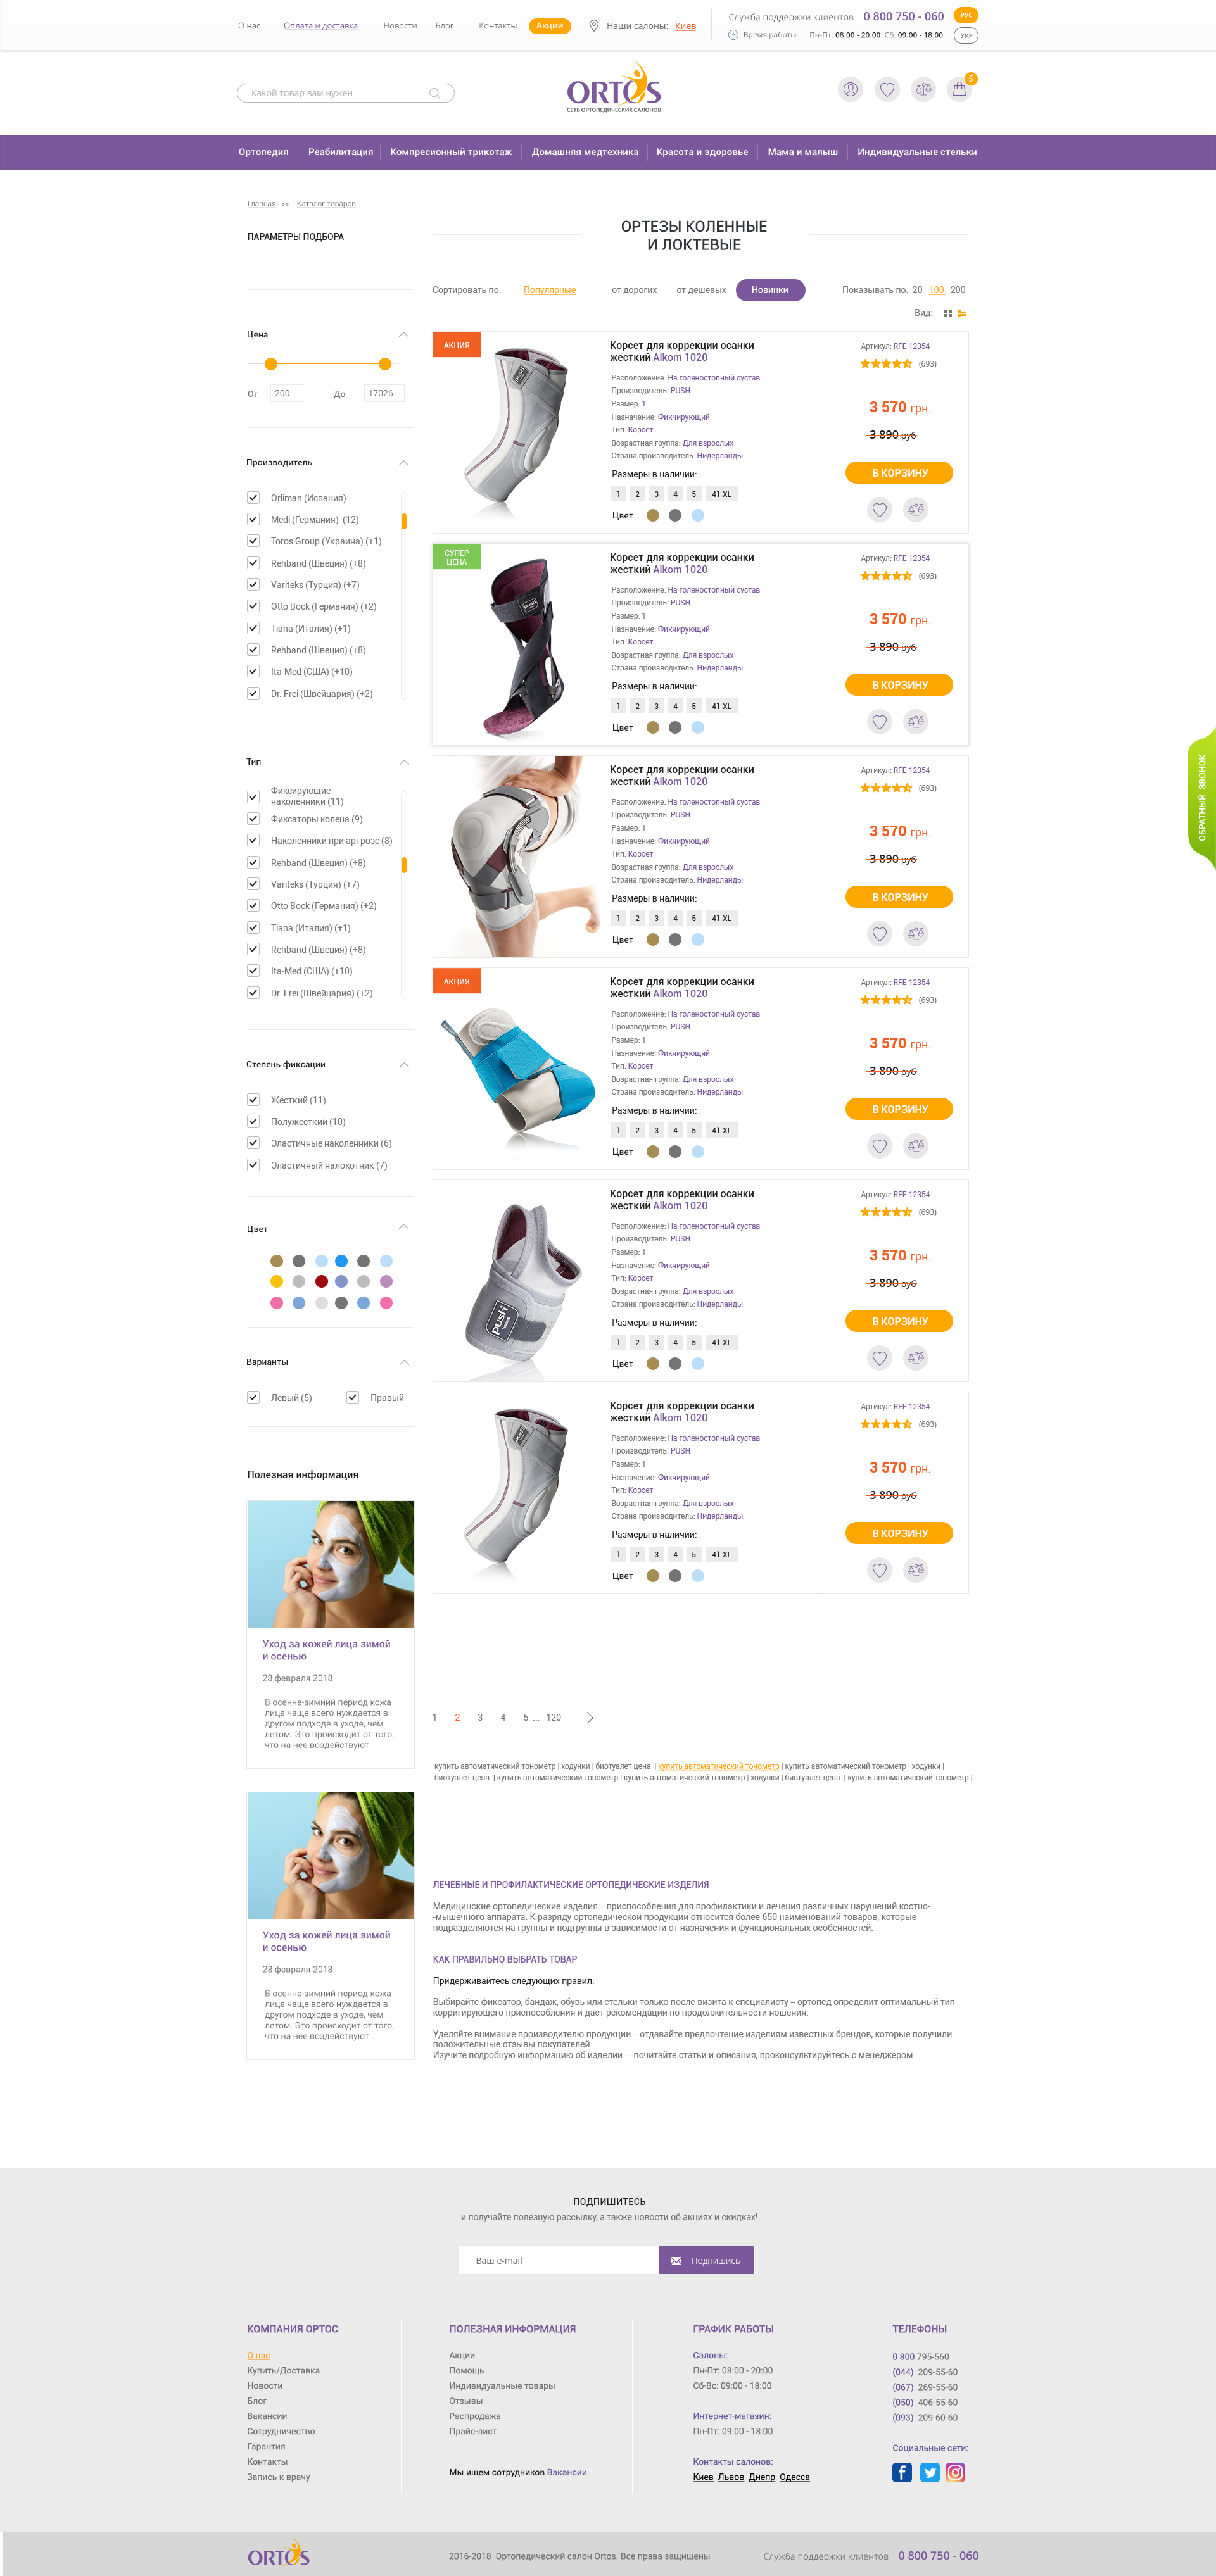 О нас Оплата и доставка Новости Блог Контакты Акции Наши салоны: Киев
Служба поддержки клиентов 0 800 750 - 060 РУС
Время работы Пн-Пт: 08.00 - 20.00 Сб: 09.00 - 18.00 УКР
Какой товар вам нужен
ORTOS
СЕТЬ ОРТОПЕДИЧЕСКИХ САЛОНОВ
5
Ортопедия Реабилитация Компресионный трикотаж Домашняя медтехника Красота и здоровье Мама и малыш Индивидуальные стельки
Главная >> Каталог товаров
ПАРАМЕТРЫ ПОДБОРА
Цена
От 200 До 17026
Производитель
Orliman (Испания)
Medi (Германия) (12)
Toros Group (Украина) (+1)
Rehband (Швеция) (+8)
Variteks (Турция) (+7)
Otto Bock (Германия) (+2)
Tiana (Италия) (+1)
Rehband (Швеция) (+8)
Ita-Med (США) (+10)
Dr. Frei (Швейцария) (+2)
Тип
Фиксирующие
наколенники (11)
Фиксаторы колена (9)
Наколенники при артрозе (8)
Rehband (Швеция) (+8)
Variteks (Турция) (+7)
Otto Bock (Германия) (+2)
Tiana (Италия) (+1)
Rehband (Швеция) (+8)
Ita-Med (США) (+10)
Dr. Frei (Швейцария) (+2)
Степень фиксации
Жесткий (11)
Полужесткий (10)
Эластичные наколенники (6)
Эластичный налокотник (7)
Цвет
Варианты
Левый (5) Правый
Полезная информация
Уход за кожей лица зимой
и осенью
28 февраля 2018
В осенне-зимний период кожа
лица чаще всего нуждается в
другом подходе в уходе, чем
летом. Это происходит от того,
что на нее воздействуют
Уход за кожей лица зимой
и осенью
28 февраля 2018
В осенне-зимний период кожа
лица чаще всего нуждается в
другом подходе в уходе, чем
летом. Это происходит от того,
что на нее воздействуют
ОРТЕЗЫ КОЛЕННЫЕ
И ЛОКТЕВЫЕ
Сортировать по: Популярные от дорогих от дешевых Новинки Показывать по: 20 100 200
Вид:
АКЦИЯ
Корсет для коррекции осанки
жесткий Alkom 1020
Расположение: На голеностопный сустав
Производитель: PUSH
Размер: 1
Назначение: Фикчирующий
Тип: Корсет
Возрастная группа: Для взрослых
Страна производитель: Нидерланды
Размеры в наличии:
1 2 3 4 5 41 XL
Цвет
Артикул: RFE 12354
(693)
3 570 грн.
3 890 руб
В КОРЗИНУ
СУПЕР
ЦЕНА
Корсет для коррекции осанки
жесткий Alkom 1020
Расположение: На голеностопный сустав
Производитель: PUSH
Размер: 1
Назначение: Фикчирующий
Тип: Корсет
Возрастная группа: Для взрослых
Страна производитель: Нидерланды
Размеры в наличии:
1 2 3 4 5 41 XL
Цвет
Артикул: RFE 12354
(693)
3 570 грн.
3 890 руб
В КОРЗИНУ
Корсет для коррекции осанки
жесткий Alkom 1020
Расположение: На голеностопный сустав
Производитель: PUSH
Размер: 1
Назначение: Фикчирующий
Тип: Корсет
Возрастная группа: Для взрослых
Страна производитель: Нидерланды
Размеры в наличии:
1 2 3 4 5 41 XL
Цвет
Артикул: RFE 12354
(693)
3 570 грн.
3 890 руб
В КОРЗИНУ
ОБРАТНЫЙ ЗВОНОК
АКЦИЯ
Корсет для коррекции осанки
жесткий Alkom 1020
Расположение: На голеностопный сустав
Производитель: PUSH
Размер: 1
Назначение: Фикчирующий
Тип: Корсет
Возрастная группа: Для взрослых
Страна производитель: Нидерланды
Размеры в наличии:
1 2 3 4 5 41 XL
Цвет
Артикул: RFE 12354
(693)
3 570 грн.
3 890 руб
В КОРЗИНУ
push
Корсет для коррекции осанки
жесткий Alkom 1020
Расположение: На голеностопный сустав
Производитель: PUSH
Размер: 1
Назначение: Фикчирующий
Тип: Корсет
Возрастная группа: Для взрослых
Страна производитель: Нидерланды
Размеры в наличии:
1 2 3 4 5 41 XL
Цвет
Артикул: RFE 12354
(693)
3 570 грн.
3 890 руб
В КОРЗИНУ
Корсет для коррекции осанки
жесткий Alkom 1020
Расположение: На голеностопный сустав
Производитель: PUSH
Размер: 1
Назначение: Фикчирующий
Тип: Корсет
Возрастная группа: Для взрослых
Страна производитель: Нидерланды
Размеры в наличии:
1 2 3 4 5 41 XL
Цвет
Артикул: RFE 12354
(693)
3 570 грн.
3 890 руб
В КОРЗИНУ
1 2 3 4 5 ... 120
купить автоматический тонометр | ходунки | биотуалет цена | купить автоматический тонометр | купить автоматический тонометр | ходунки |
биотуалет цена | купить автоматический тонометр | купить автоматический тонометр | ходунки | биотуалет цена | купить автоматический тонометр |
ЛЕЧЕБНЫЕ И ПРОФИЛАКТИЧЕСКИЕ ОРТОПЕДИЧЕСКИЕ ИЗДЕЛИЯ
Медицинские ортопедические изделия – приспособления для профилактики и лечения различных нарушений костно-
-мышечного аппарата. К разряду ортопедической продукции относится более 650 наименований товаров, которые
подразделяются на группы и подгруппы в зависимости от назначения и функциональных особенностей.
КАК ПРАВИЛЬНО ВЫБРАТЬ ТОВАР
Придерживайтесь следующих правил:
Выбирайте фиксатор, бандаж, обувь или стельки только после визита к специалисту – ортопед определит оптимальный тип
корригирующего приспособления и даст рекомендации по продолжительности ношения.
Уделяйте внимание производителю продукции – отдавайте предпочтение изделиям известных брендов, которые получили
положительные отзывы покупателей.
Изучите подробную информацию об изделии – почитайте статьи и описания, проконсультируйтесь с менеджером.
ПОДПИШИТЕСЬ
и получайте полезную рассылку, а также новости об акциях и скидках!
Ваш e-mail Подпишись
КОМПАНИЯ ОРТОС
О нас
Купить/Доставка
Новости
Блог
Вакансии
Сотрудничество
Гарантия
Контакты
Запись к врачу
ПОЛЕЗНАЯ ИНФОРМАЦИЯ
Акции
Помощь
Индивидуальные товары
Отзывы
Распродажа
Прайс-лист
Мы ищем сотрудников Вакансии
ГРАФИК РАБОТЫ
Салоны:
Пн-Пт: 08:00 - 20:00
Сб-Вс: 09:00 - 18:00
Интернет-магазин:
Пн-Пт: 09:00 - 18:00
Контакты салонов:
Киев Львов Днепр Одесса
ТЕЛЕФОНЫ
0 800 795-560
(044) 209-55-60
(067) 269-55-60
(050) 406-55-60
(093) 209-60-60
Социальные сети:
ORTOS
2016-2018 Ортопедический салон Ortos. Все права защищены
Служба поддержки клиентов 0 800 750 - 060